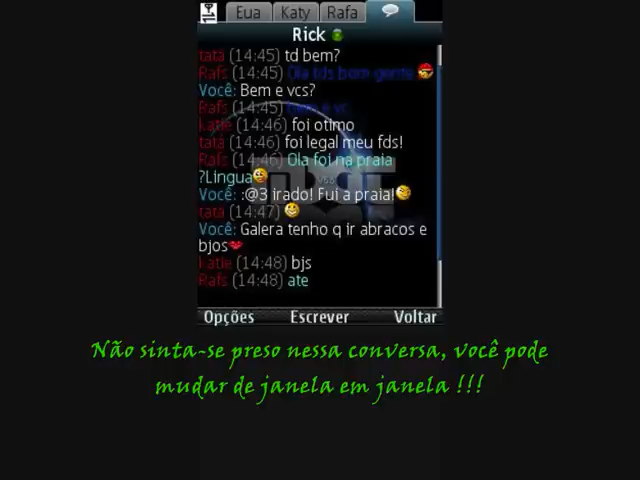 Eua Katy Rafa
Rick
tata (14:45) td bem?
Rafs (14:45) Ola tds bom gente
Você: Bem e vcs?
Rafs (14:45) Bem e vc
katie (14:46) foi otimo
tata (14:46) foi legal meu fds!
Rafs (14:46) Ola foi na praia
?Lingua
Você: :@3 irado! Fui a praia!
tata (14:47)
Você: Galera tenho q ir abracos e
bjos
katie (14:48) bjs
Rafs (14:48) ate
Opções Escrever Voltar
Não sinta-se preso nessa conversa, você pode
mudar de janela em janela !!!